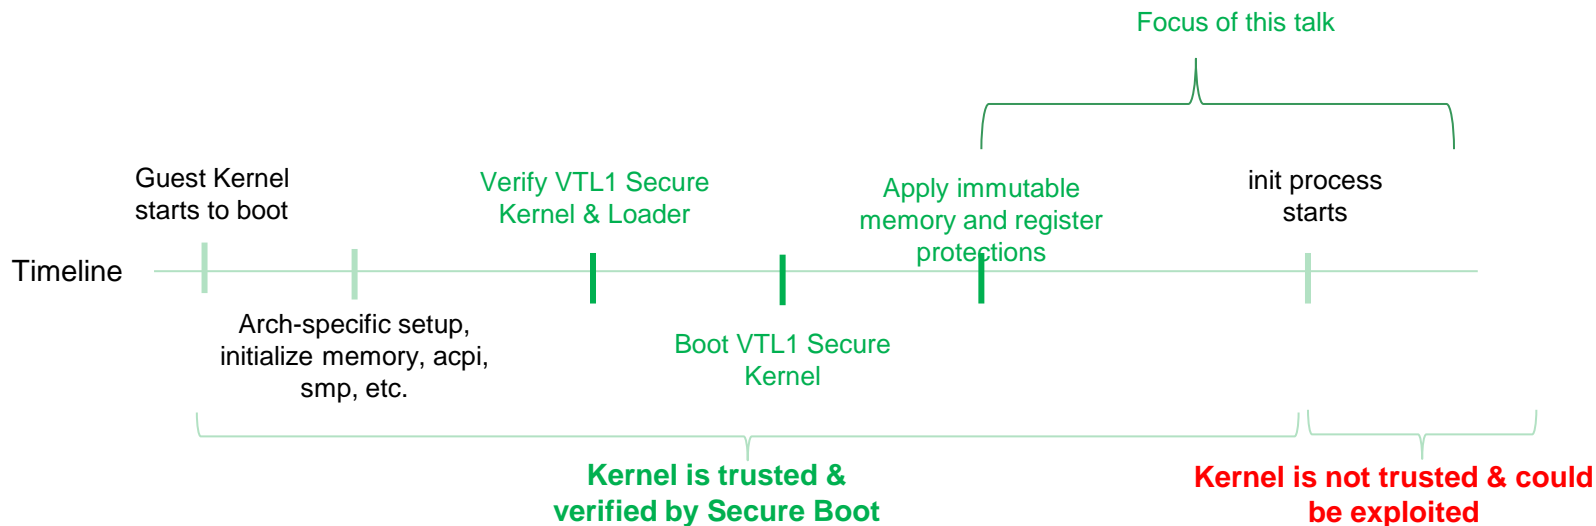 Focus of this talk
Guest Kernel
starts to boot
Verify VTL1 Secure
Kernel & Loader
Apply immutable
memory and register
protections
init process
starts
Timeline
Arch-specific setup,
initialize memory, acpi,
smp, etc.
Boot VTL1 Secure
Kernel
Kernel is trusted &
verified by Secure Boot
Kernel is not trusted & could
be exploited